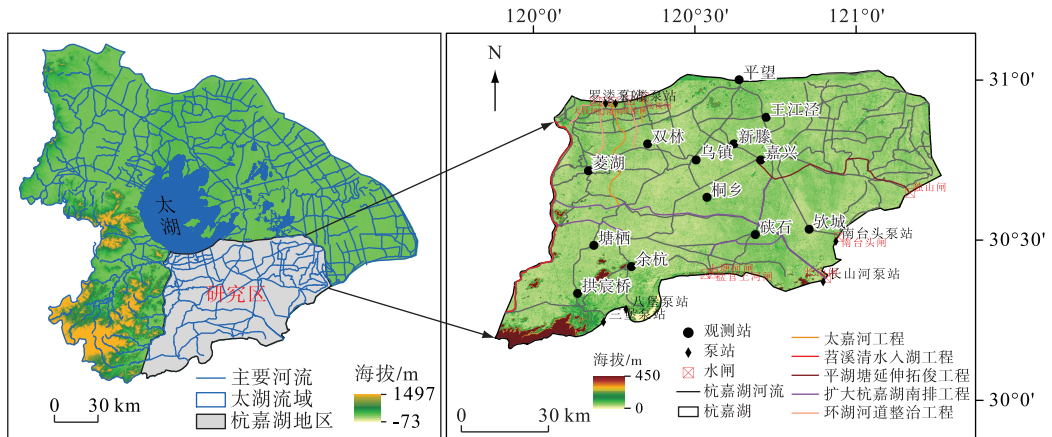 太湖
研究区
主要河流
太湖流域
杭嘉湖地区
海拔/m
1497
-73
0 30 km
120°0′ 120°30′ 121°0′
N
31°0′
30°30′
30°0′
平望
王江泾
双林
新塍
乌镇
嘉兴
菱湖
桐乡
硖石
欤城
塘栖
余杭
拱宸桥
南台头泵站
南台头闸
长山河泵站
八堡泵站
观测站
泵站
水闸
杭嘉湖河流
杭嘉湖
海拔/m
450
0
0 30 km
太嘉河工程
苕溪清水入湖工程
平湖塘延伸拓俊工程
扩大杭嘉湖南排工程
环湖河道整治工程